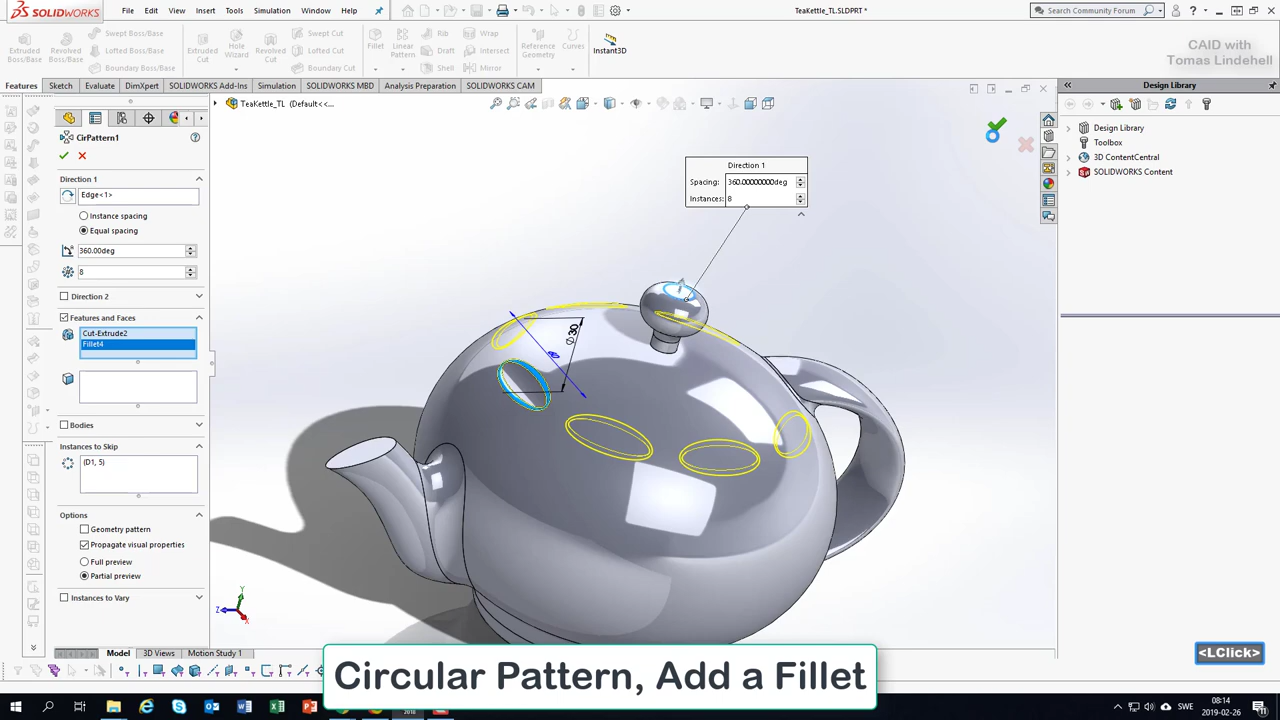 SOLIDWORKS
File Edit View Insert Tools Simulation Window Help
TeaKettle_TL.SLDPRT *
Search Community Forum
CAID with
Tomas Lindehell
Extruded Boss/Base
Revolved Boss/Base
Swept Boss/Base
Lofted Boss/Base
Boundary Boss/Base
Extruded Cut
Hole Wizard
Revolved Cut
Swept Cut
Lofted Cut
Boundary Cut
Fillet
Linear Pattern
Rib
Draft
Shell
Wrap
Intersect
Mirror
Reference Geometry
Curves
Instant3D
Features Sketch Evaluate DimXpert SOLIDWORKS Add-Ins Simulation SOLIDWORKS MBD Analysis Preparation SOLIDWORKS CAM
TeaKettle_TL (Default<<...
CirPattern1
Direction 1
Edge<1>
Instance spacing
Equal spacing
360.00deg
8
Direction 2
Features and Faces
Cut-Extrude2
Fillet4
Bodies
Instances to Skip
(D1, 5)
Options
Geometry pattern
Propagate visual properties
Full preview
Partial preview
Instances to Vary
Direction 1
Spacing: 360.00000000deg
Instances: 8
Ø30
Y
Z
X
Design Library
Design Library
Toolbox
3D ContentCentral
SOLIDWORKS Content
Model 3D Views Motion Study 1
<LClick>
Circular Pattern, Add a Fillet
2018
SWE
08:14
2019-02-26